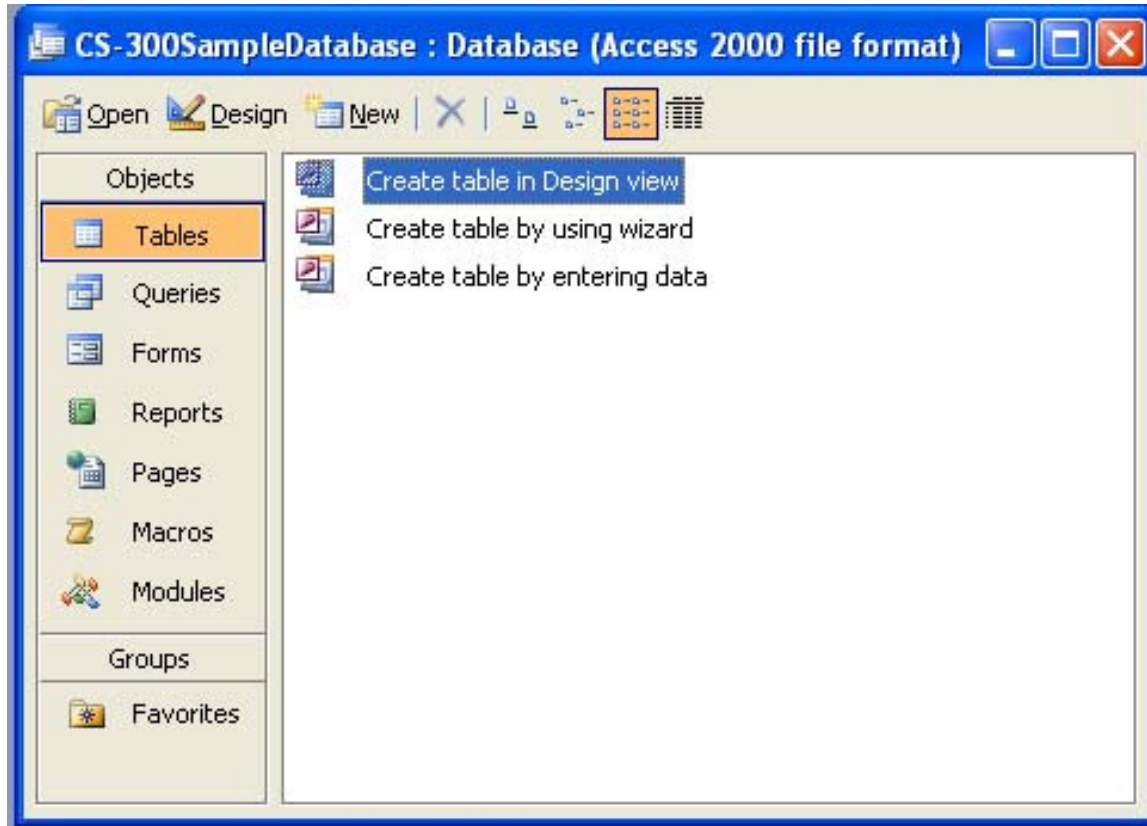 CS-300SampleDatabase : Database (Access 2000 file format)
Open Design New
Objects
Tables
Queries
Forms
Reports
Pages
Macros
Modules
Groups
Favorites
Create table in Design view
Create table by using wizard
Create table by entering data